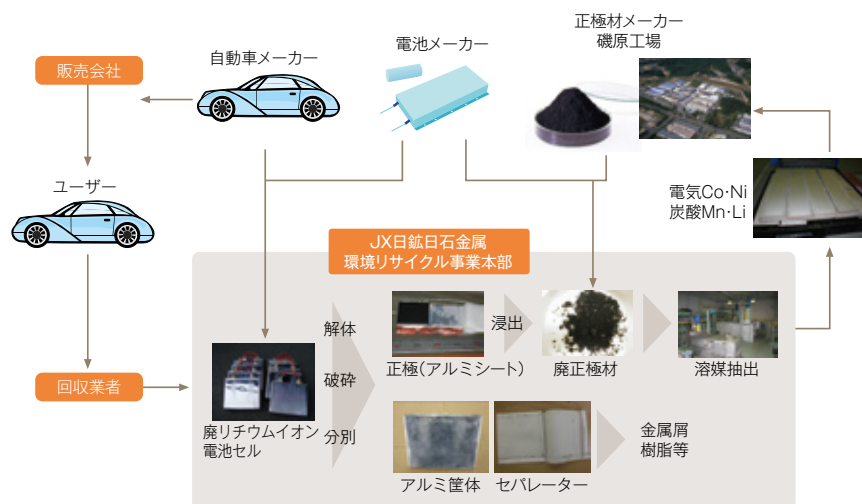 正極材メーカー
磯原工場
自動車メーカー
電池メーカー
販売会社
ユーザー
電気Co·Ni
炭酸Mn·Li
JX日鉱日石金属
環境リサイクル事業本部
解体
浸出
正極(アルミシート)
廃正極材
溶媒抽出
回収業者
破砕
廃リチウムイオン
電池セル
分別
金属屑
樹脂等
アルミ筐体
セパレーター